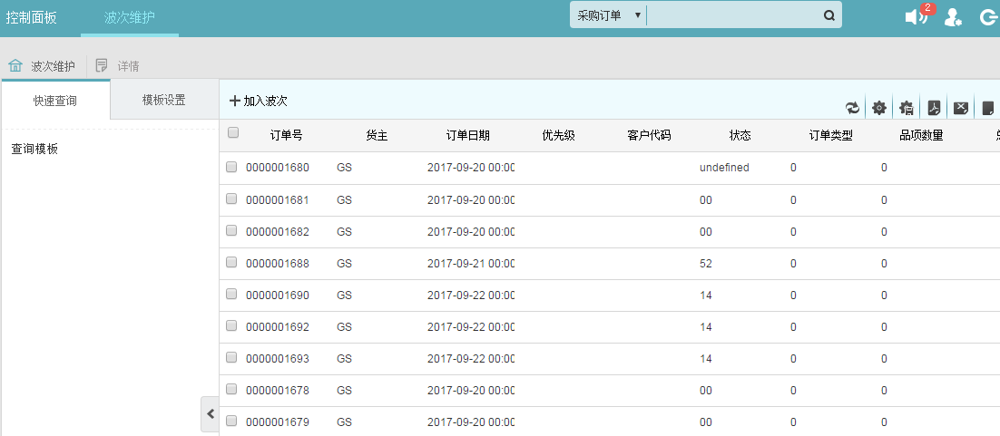 控制面板 波次维护 采购订单 2
波次维护 详情
快速查询 模板设置 加入波次
查询模板
订单号 货主 订单日期 优先级 客户代码 状态 订单类型 品项数量
0000001680 GS 2017-09-20 00:00 undefined 0 0
0000001681 GS 2017-09-20 00:00 00 0 0
0000001682 GS 2017-09-20 00:00 00 0 0
0000001688 GS 2017-09-21 00:00 52 0 0
0000001690 GS 2017-09-22 00:00 14 0 0
0000001692 GS 2017-09-22 00:00 14 0 0
0000001693 GS 2017-09-22 00:00 14 0 0
0000001678 GS 2017-09-20 00:00 00 0 0
0000001679 GS 2017-09-20 00:00 00 0 0